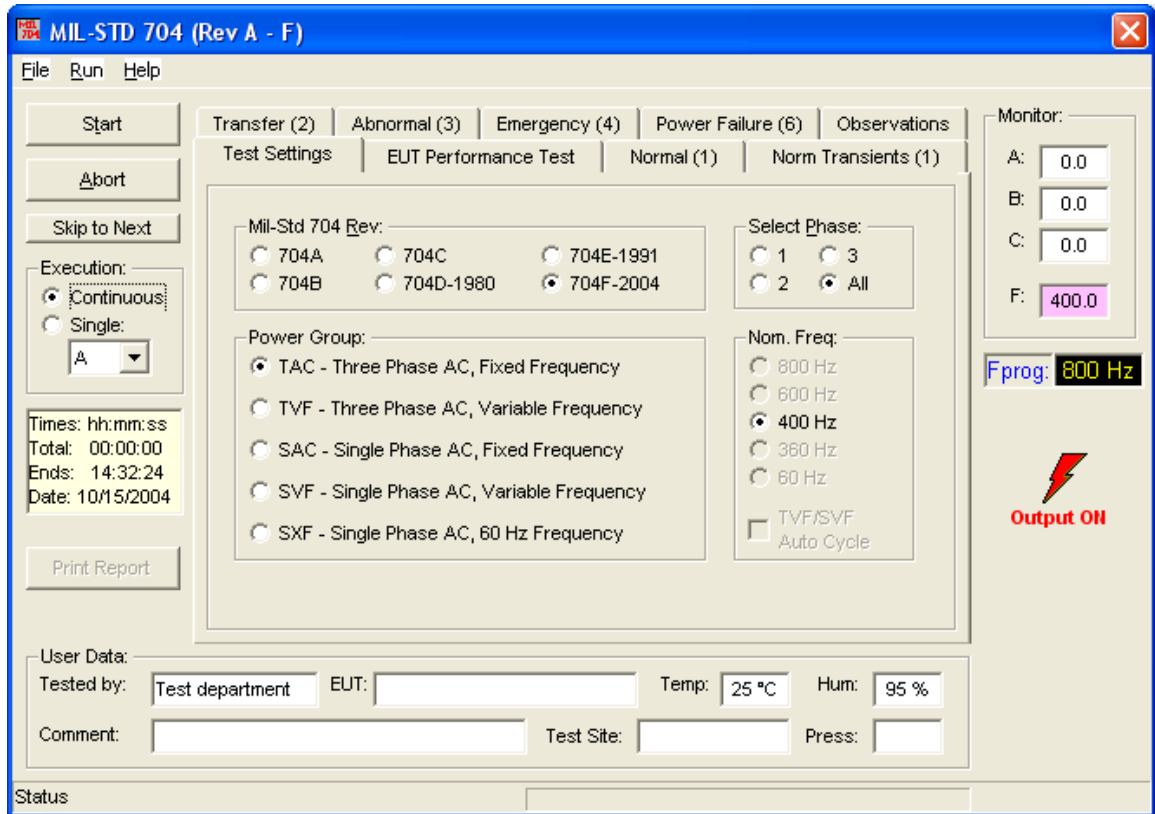 MIL 704 MIL-STD 704 (Rev A - F)
File Run Help
Start
Abort
Skip to Next
Execution:
Continuous
Single:
A
Times: hh:mm:ss
Total: 00:00:00
Ends: 14:32:24
Date: 10/15/2004
Print Report
Transfer (2) Abnormal (3) Emergency (4) Power Failure (6) Observations
Test Settings EUT Performance Test Normal (1) Norm Transients (1)
Mil-Std 704 Rev:
704A 704C 704E-1991
704B 704D-1980 704F-2004
Select Phase:
1 3
2 All
Power Group:
TAC - Three Phase AC, Fixed Frequency
TVF - Three Phase AC, Variable Frequency
SAC - Single Phase AC, Fixed Frequency
SVF - Single Phase AC, Variable Frequency
SXF - Single Phase AC, 60 Hz Frequency
Nom. Freq:
800 Hz
600 Hz
400 Hz
360 Hz
60 Hz
TVF/SVF
Auto Cycle
Monitor:
A: 0.0
B: 0.0
C: 0.0
F: 400.0
Fprog: 800 Hz
Output ON
User Data:
Tested by: Test department EUT: Temp: 25 °C Hum: 95 %
Comment: Test Site: Press:
Status